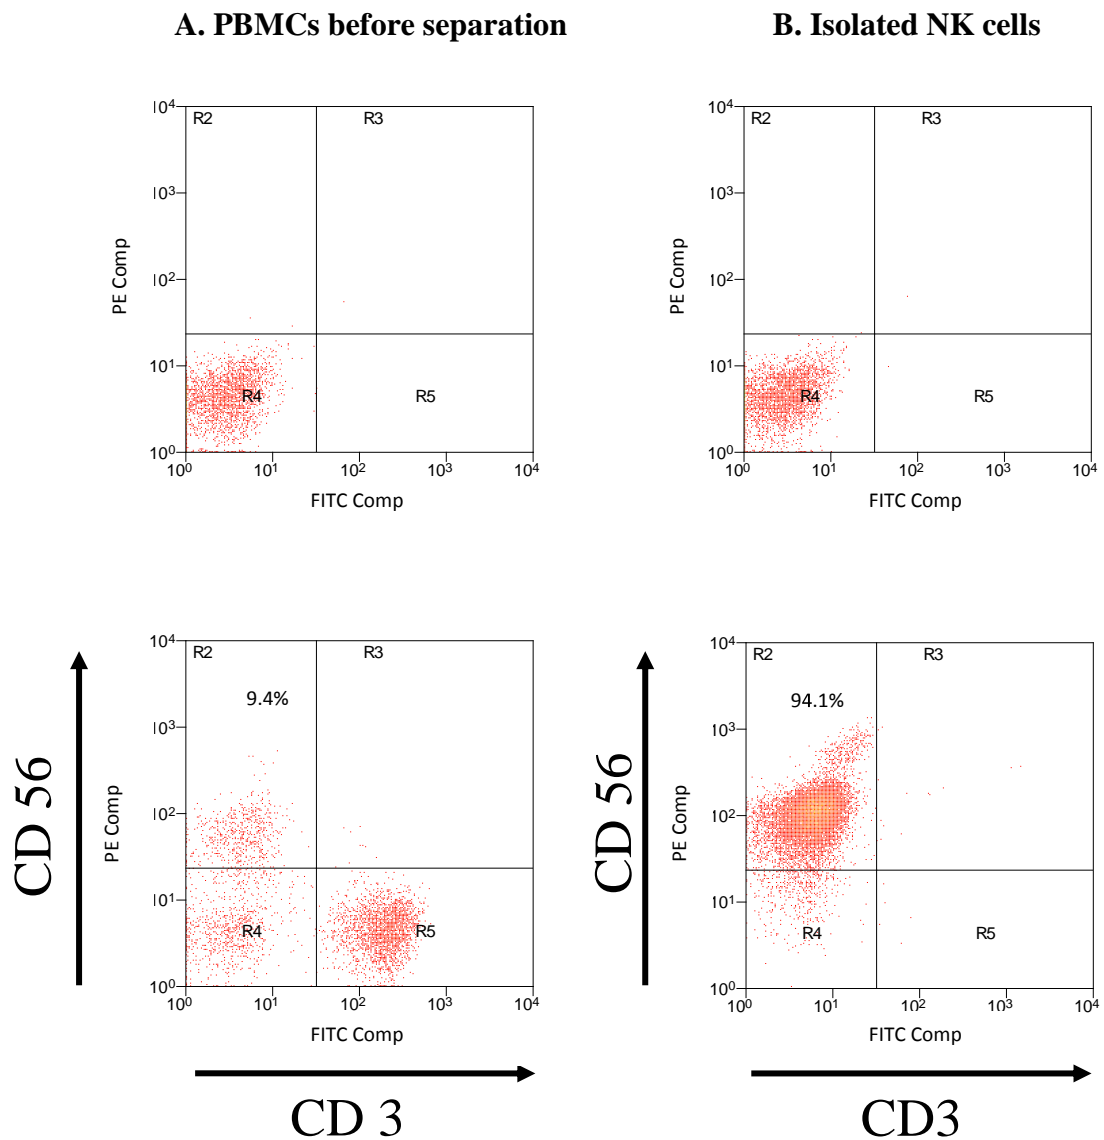 A. PBMCs before separation
B. Isolated NK cells
10⁴
R2
R3
10³
10²
10¹
R4
R5
10⁰
10⁰
10¹
10²
10³
10⁴
PE Comp
FITC Comp
10⁴
R2
R3
10³
10²
10¹
R4
R5
10⁰
10⁰
10¹
10²
10³
10⁴
PE Comp
FITC Comp
CD 56
10⁴
R2
R3
9.4%
10³
10²
10¹
R4
R5
10⁰
10⁰
10¹
10²
10³
10⁴
PE Comp
FITC Comp
CD 3
CD 56
10⁴
R2
R3
94.1%
10³
10²
10¹
R4
R5
10⁰
10⁰
10¹
10²
10³
10⁴
PE Comp
FITC Comp
CD3